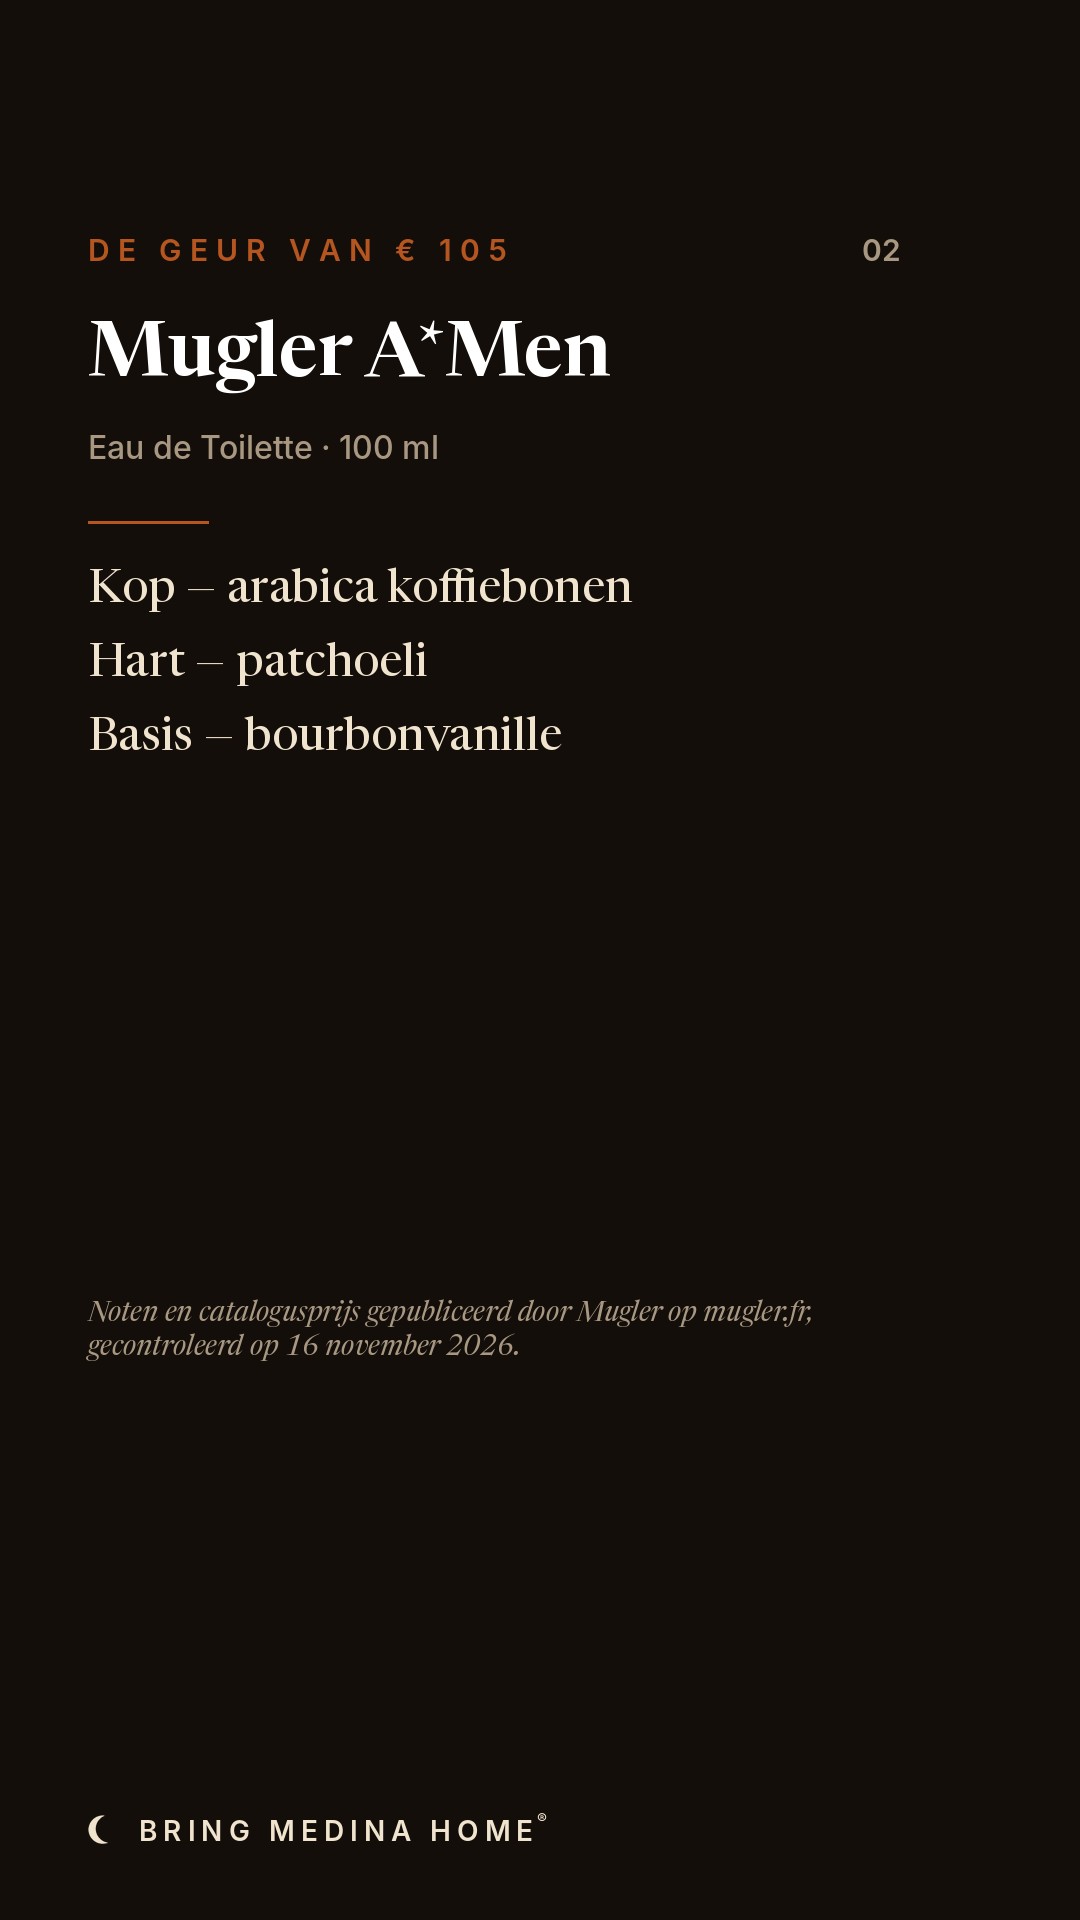 DE GEUR VAN € 105
02
Mugler A*Men
Eau de Toilette · 100 ml
Kop – arabica koffiebonen
Hart – patchoeli
Basis – bourbonvanille
Noten en catalogusprijs gepubliceerd door Mugler op mugler.fr,
gecontroleerd op 16 november 2026.
BRING MEDINA HOME®